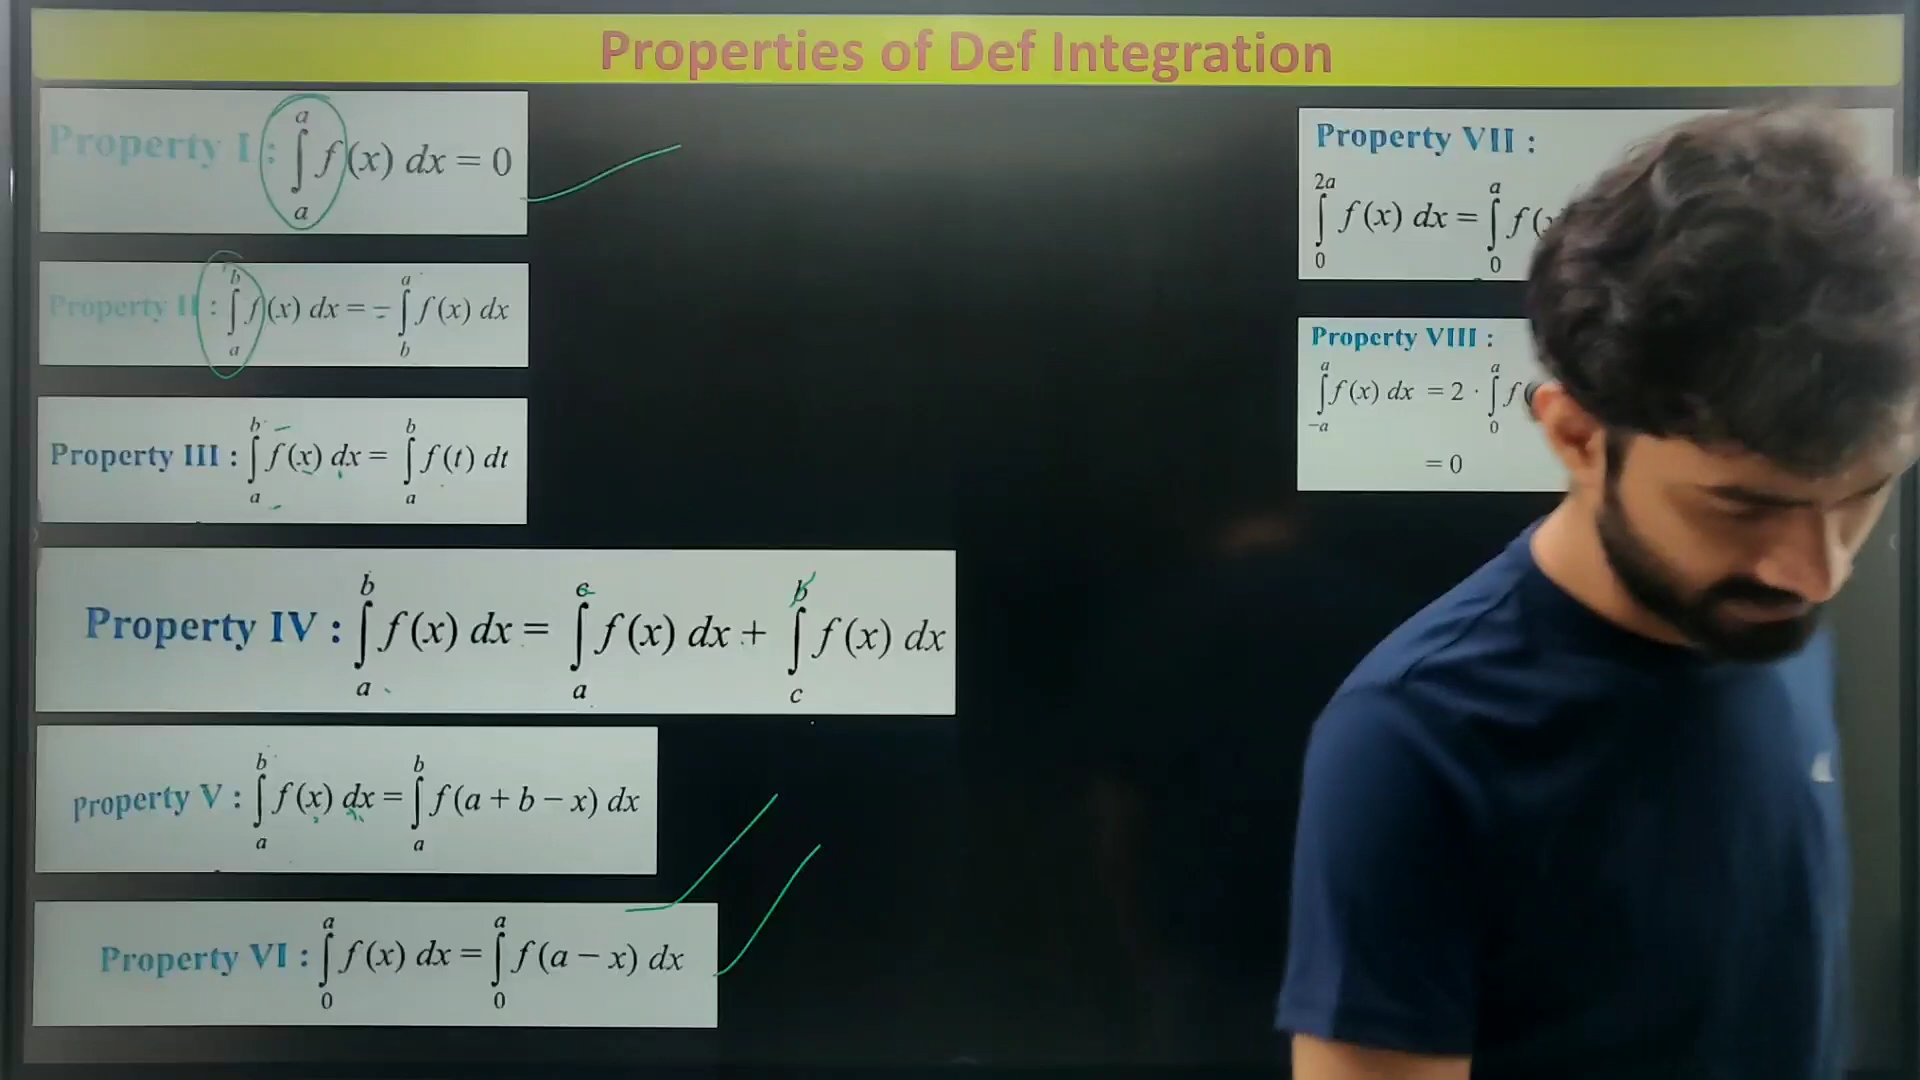 Properties of Def Integration
Property I : ∫ₐᵃ f(x) dx = 0
Property II : ∫ₐᵇ f(x) dx = − ∫_bᵃ f(x) dx
Property III : ∫ₐᵇ f(x) dx = ∫ₐᵇ f(t) dt
Property IV : ∫ₐᵇ f(x) dx = ∫ₐᶜ f(x) dx + ∫_cᵇ f(x) dx
Property V : ∫ₐᵇ f(x) dx = ∫ₐᵇ f(a + b − x) dx
Property VI : ∫₀ᵃ f(x) dx = ∫₀ᵃ f(a − x) dx
Property VII :
∫₀²ᵃ f(x) dx = ∫₀ᵃ f(
Property VIII :
∫₋ₐᵃ f(x) dx = 2 · ∫₀ᵃ f(
= 0